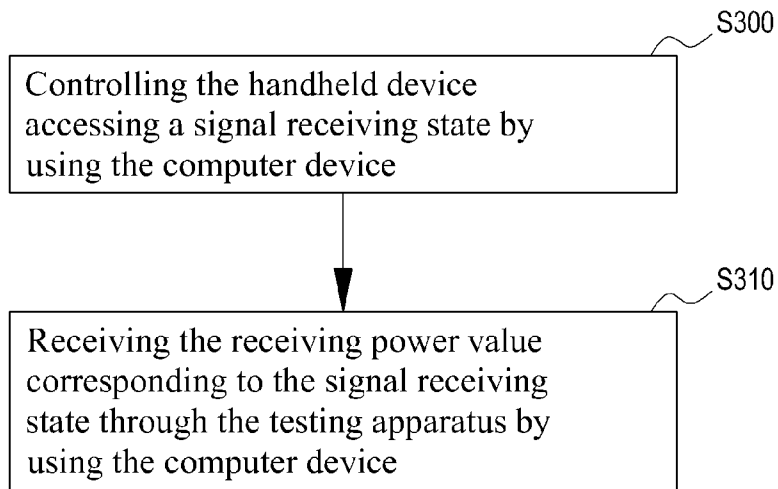 S300
Controlling the handheld device
accessing a signal receiving state by
using the computer device
S310
Receiving the receiving power value
corresponding to the signal receiving
state through the testing apparatus by
using the computer device